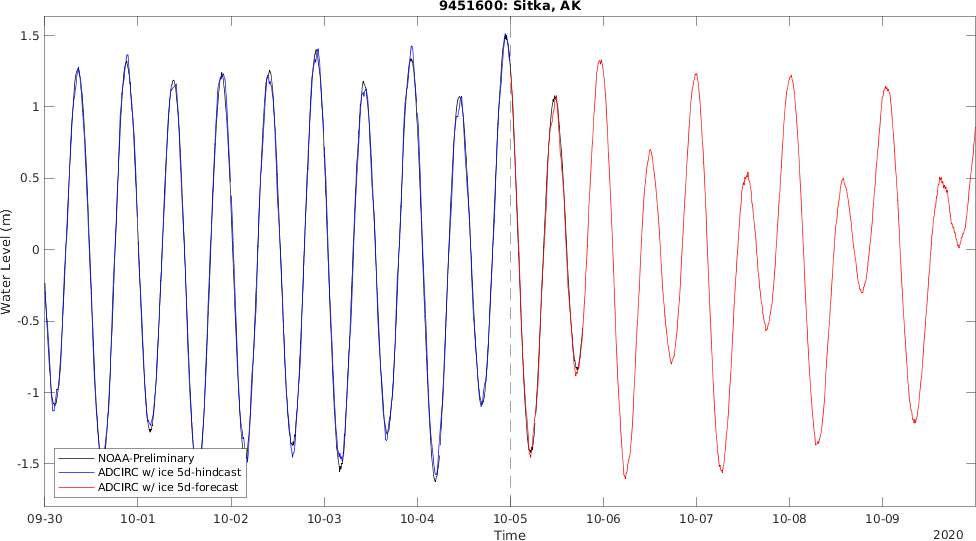 9451600: Sitka, AK
1.5
1
0.5
0
-0.5
-1
-1.5
Water Level (m)
NOAA-Preliminary
ADCIRC w/ ice 5d-hindcast
ADCIRC w/ ice 5d-forecast
09-30 10-01 10-02 10-03 10-04 10-05 10-06 10-07 10-08 10-09
Time
2020